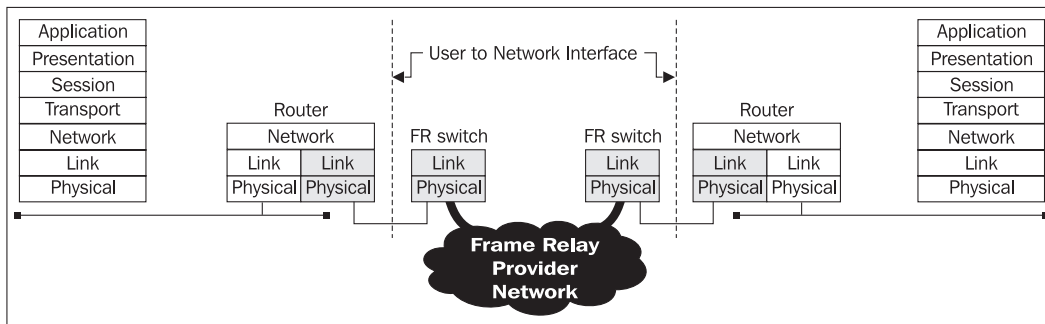 Application
Presentation
Session
Transport
Network
Link
Physical
Router
Network
Link Link
Physical Physical
User to Network Interface
FR switch
Link
Physical
FR switch
Link
Physical
Router
Network
Link Link
Physical Physical
Application
Presentation
Session
Transport
Network
Link
Physical
Frame Relay
Provider
Network